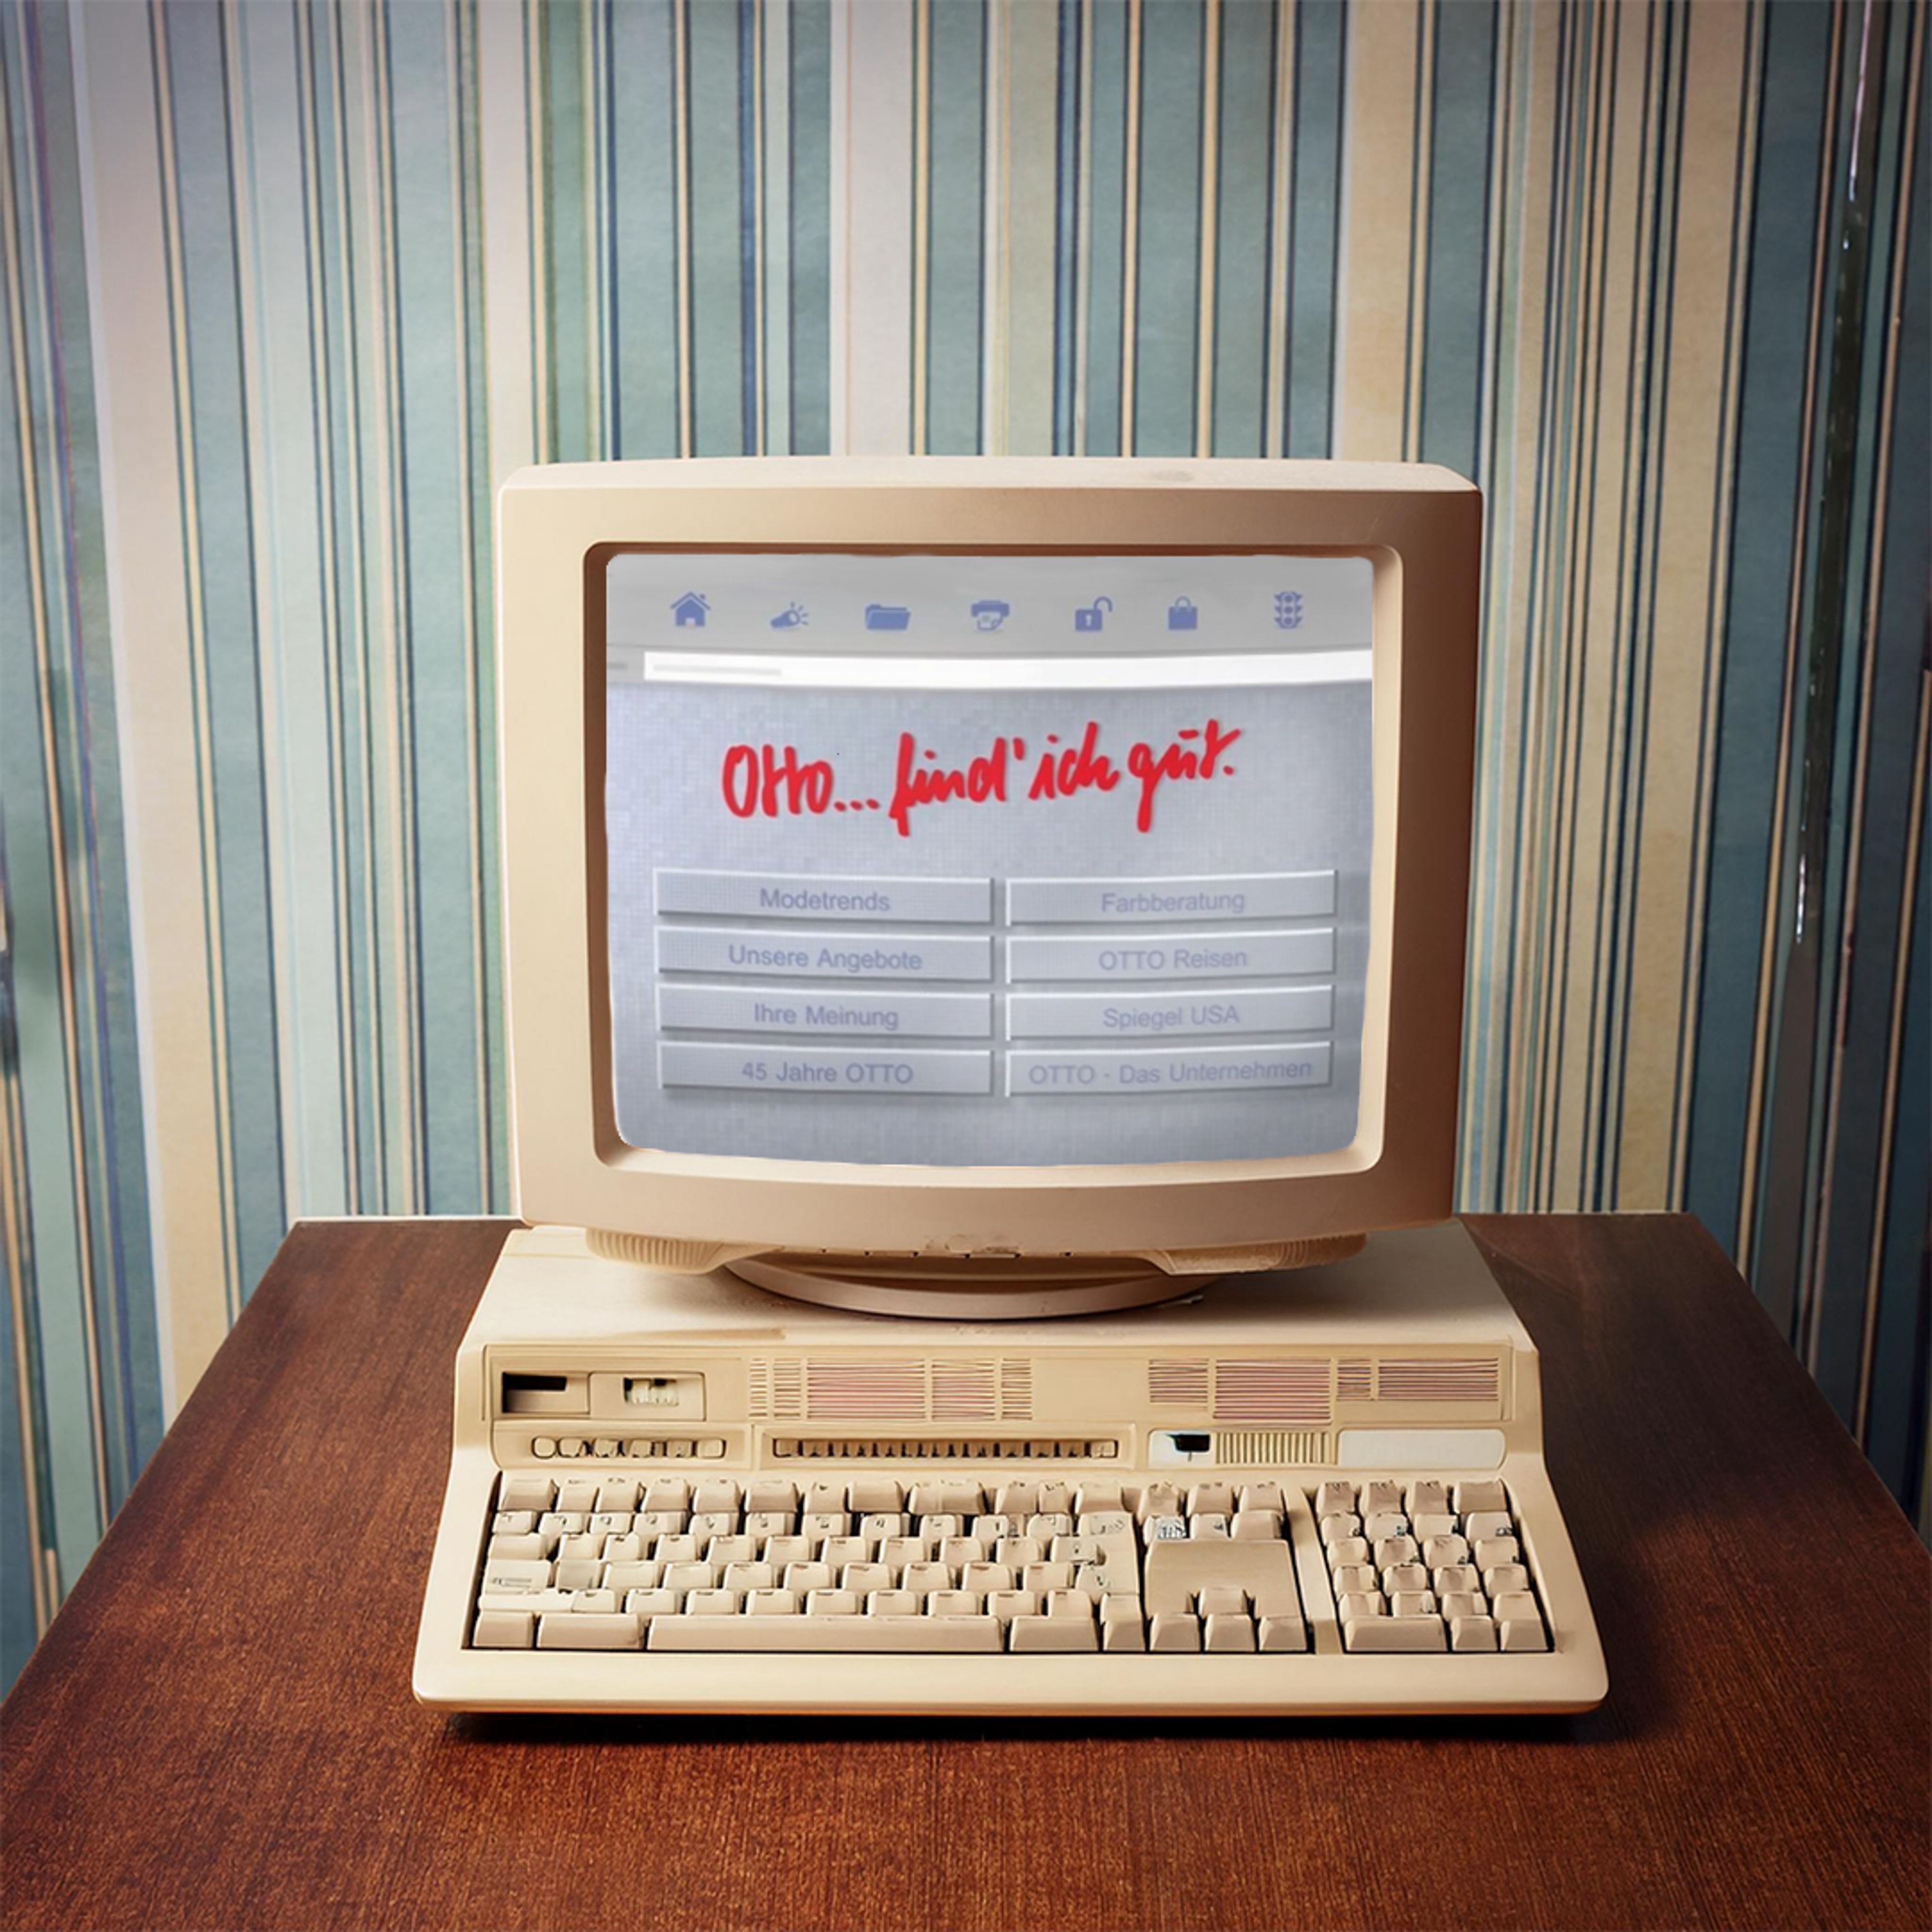 Otto... find' ich gut.
Modetrends
Farbberatung
Unsere Angebote
OTTO Reisen
Ihre Meinung
Spiegel USA
45 Jahre OTTO
OTTO - Das Unternehmen